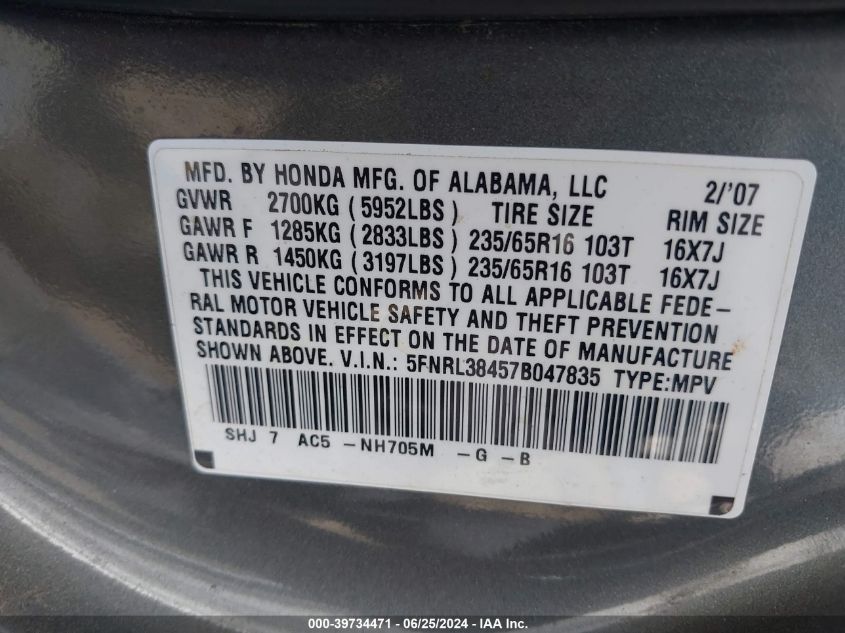 MFD. BY HONDA MFG. OF ALABAMA, LLC 2/'07
GVWR 2700KG (5952LBS) TIRE SIZE RIM SIZE
GAWR F 1285KG (2833LBS) 235/65R16 103T 16X7J
GAWR R 1450KG (3197LBS) 235/65R16 103T 16X7J
THIS VEHICLE CONFORMS TO ALL APPLICABLE FEDE-
RAL MOTOR VEHICLE SAFETY AND THEFT PREVENTION
STANDARDS IN EFFECT ON THE DATE OF MANUFACTURE
SHOWN ABOVE. V.I.N.: 5FNRL38457B047835 TYPE:MPV
SHJ 7 AC5 -NH705M -G -B
000-39734471 - 06/25/2024 - IAA Inc.